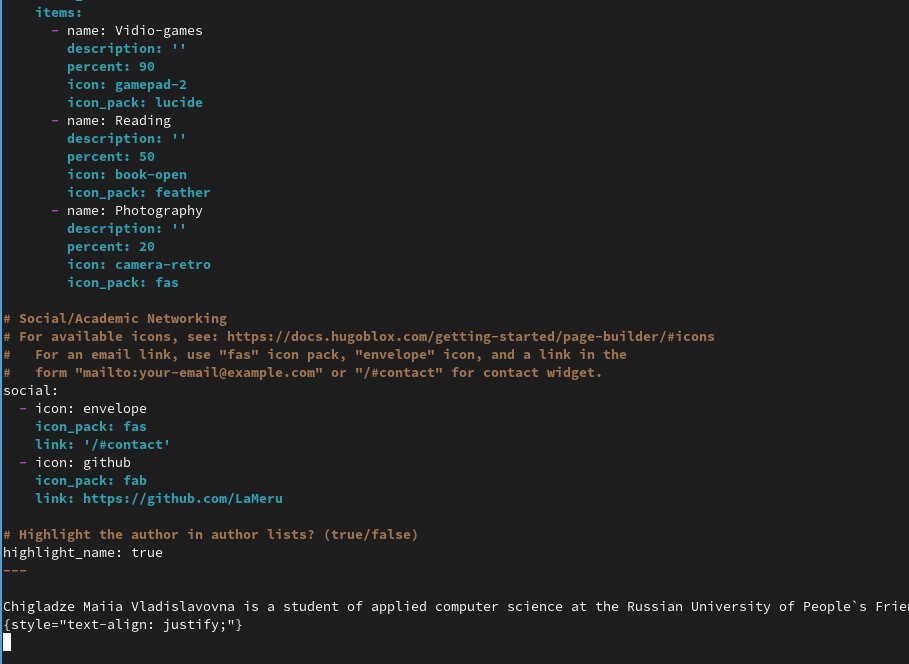 items:
- name: Vidio-games
description: ''
percent: 90
icon: gamepad-2
icon_pack: lucide
- name: Reading
description: ''
percent: 50
icon: book-open
icon_pack: feather
- name: Photography
description: ''
percent: 20
icon: camera-retro
icon_pack: fas
# Social/Academic Networking
# For available icons, see: https://docs.hugoblox.com/getting-started/page-builder/#icons
#   For an email link, use "fas" icon pack, "envelope" icon, and a link in the
#   form "mailto:your-email@example.com" or "/#contact" for contact widget.
social:
- icon: envelope
icon_pack: fas
link: '/#contact'
- icon: github
icon_pack: fab
link: https://github.com/LaMeru
# Highlight the author in author lists? (true/false)
highlight_name: true
---
Chigladze Maiia Vladislavovna is a student of applied computer science at the Russian University of People`s
{style="text-align: justify;"}